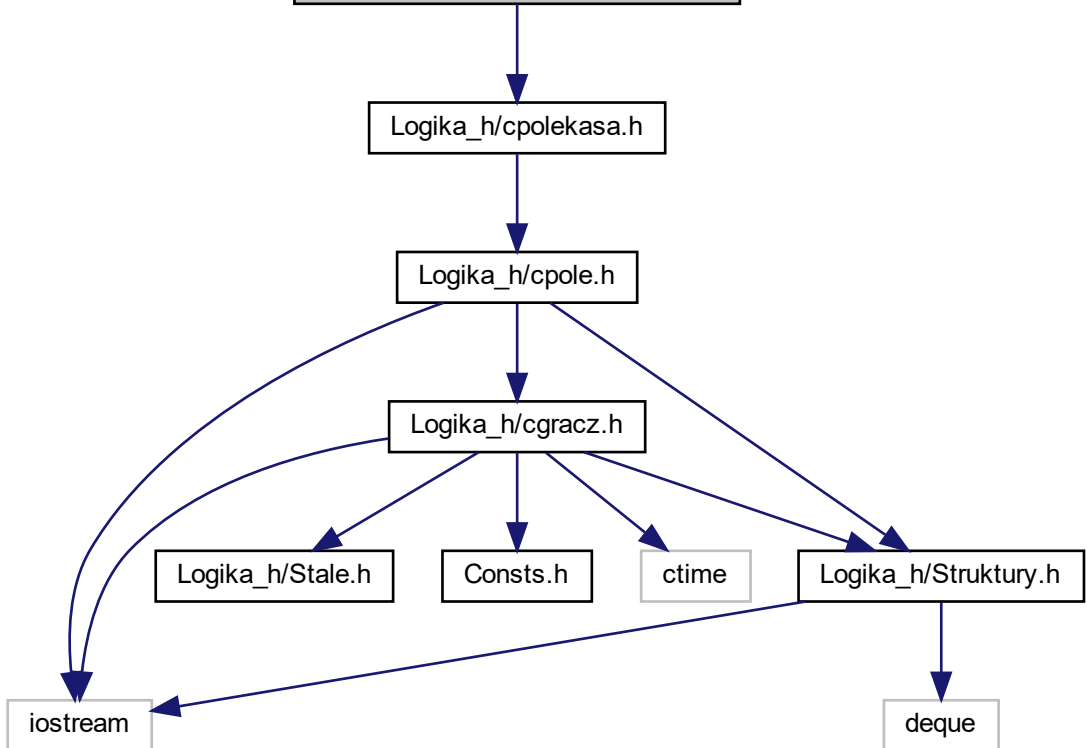 Logika_h/cpolekasa.h
Logika_h/cpole.h
Logika_h/cgracz.h
Logika_h/Stale.h
Consts.h
ctime
Logika_h/Struktury.h
iostream
deque